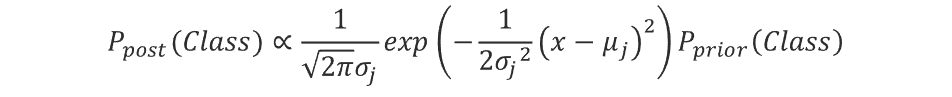 P_post(Class) ∝ 1/(√(2π)σ_j) exp(−1/(2σ_j²)(x − μ_j)²) P_prior(Class)